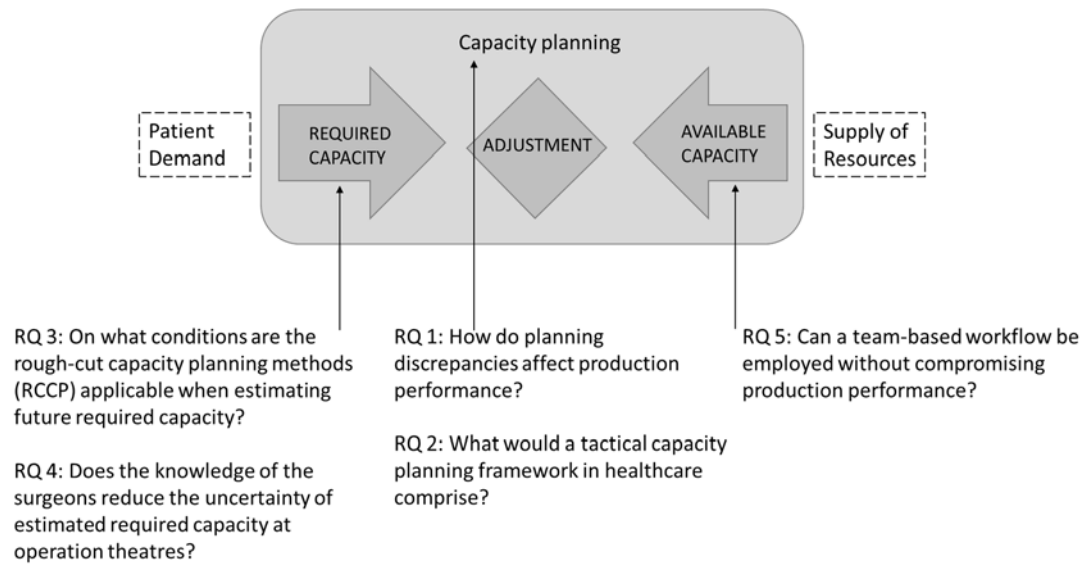 Capacity planning
Patient
Demand
REQUIRED
CAPACITY
ADJUSTMENT
AVAILABLE
CAPACITY
Supply of
Resources
RQ 3: On what conditions are the
rough-cut capacity planning methods
(RCCP) applicable when estimating
future required capacity?
RQ 4: Does the knowledge of the
surgeons reduce the uncertainty of
estimated required capacity at
operation theatres?
RQ 1: How do planning
discrepancies affect production
performance?
RQ 2: What would a tactical capacity
planning framework in healthcare
comprise?
RQ 5: Can a team-based workflow be
employed without compromising
production performance?